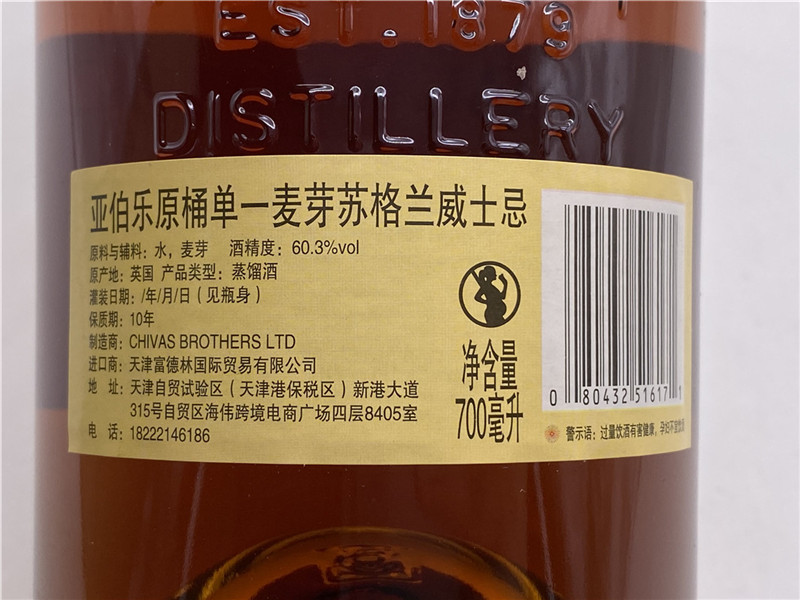 EST.1879
DISTILLERY
亚伯乐原桶单一麦芽苏格兰威士忌
原料与辅料：水，麦芽 酒精度：60.3%vol
原产地：英国 产品类型：蒸馏酒
灌装日期：/年/月/日（见瓶身）
保质期：10年
制造商：CHIVAS BROTHERS LTD
进口商：天津富德林国际贸易有限公司
地 址：天津自贸试验区（天津港保税区）新港大道
315号自贸区海伟跨境电商广场四层8405室
电 话：18222146186
净含量
700毫升
0 80432 51617 1
警示语：过量饮酒有害健康，孕妇不宜饮酒